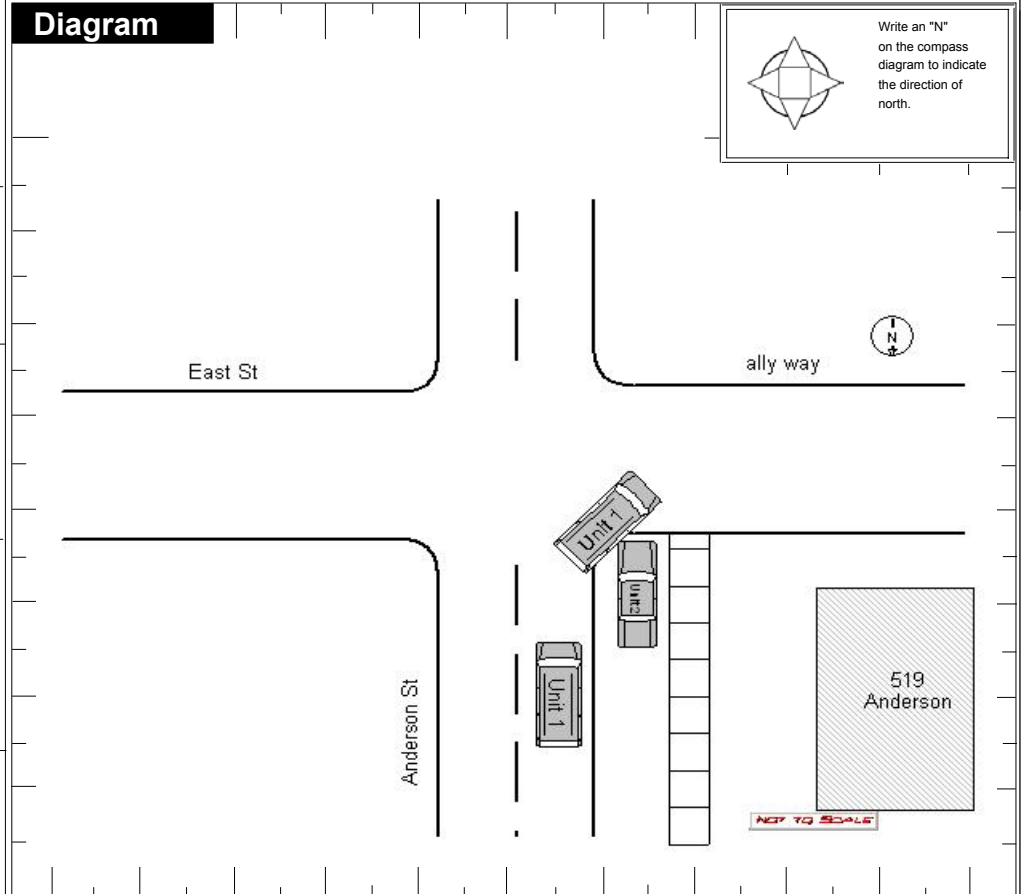 Diagram
Write an "N"
on the compass
diagram to indicate
the direction of
north.
N
East St
ally way
Unit 1
Unit 2
Unit 1
Anderson St
519
Anderson
NOT TO SCALE